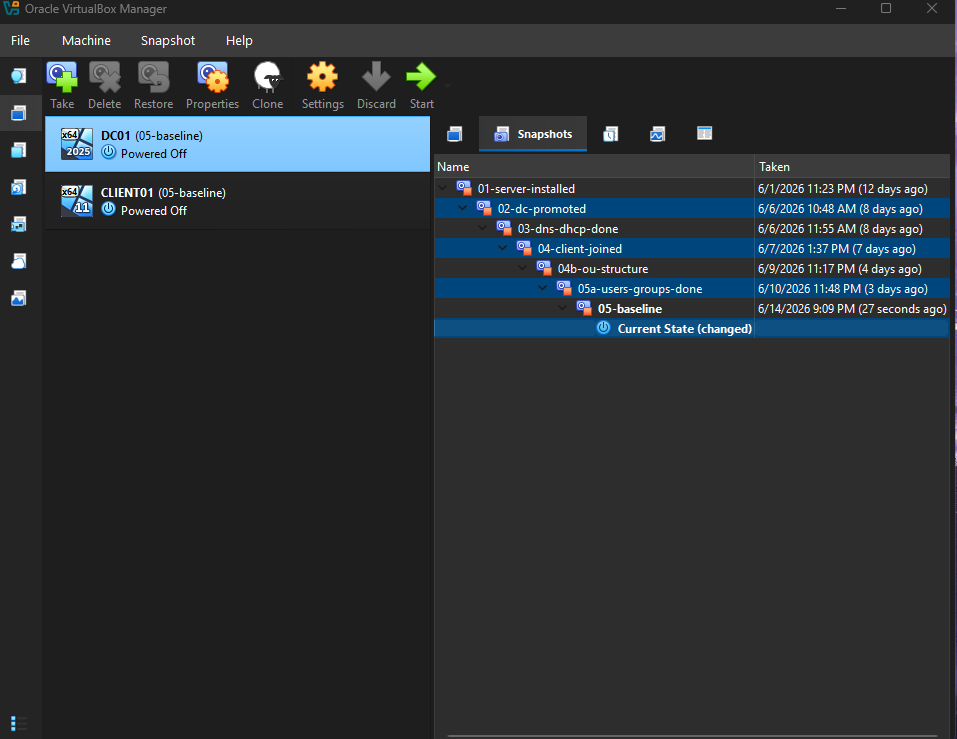 Oracle VirtualBox Manager
File Machine Snapshot Help
Take Delete Restore Properties Clone Settings Discard Start
x64 2025 DC01 (05-baseline)
Powered Off
x64 11 CLIENT01 (05-baseline)
Powered Off
Snapshots
Name Taken
01-server-installed 6/1/2026 11:23 PM (12 days ago)
02-dc-promoted 6/6/2026 10:48 AM (8 days ago)
03-dns-dhcp-done 6/6/2026 11:55 AM (8 days ago)
04-client-joined 6/7/2026 1:37 PM (7 days ago)
04b-ou-structure 6/9/2026 11:17 PM (4 days ago)
05a-users-groups-done 6/10/2026 11:48 PM (3 days ago)
05-baseline 6/14/2026 9:09 PM (27 seconds ago)
Current State (changed)